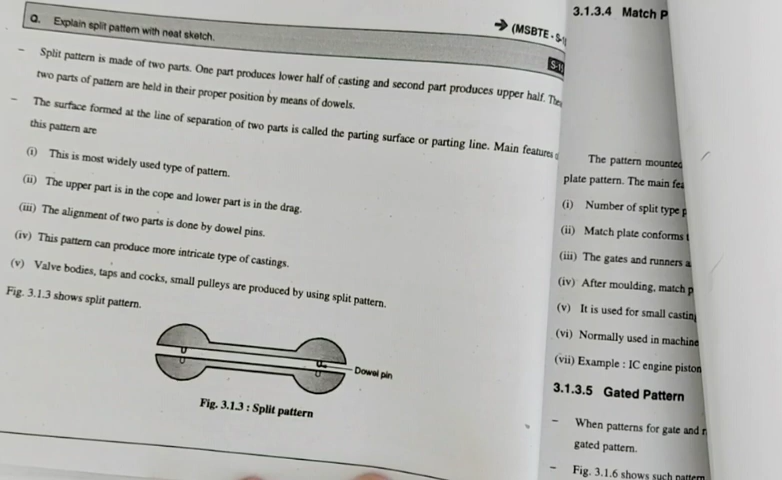 Q. Explain split pattern with neat sketch.
→ (MSBTE - S-
S-1
- Split pattern is made of two parts. One part produces lower half of casting and second part produces upper half.
two parts of pattern are held in their proper position by means of dowels.
- The surface formed at the line of separation of two parts is called the parting surface or parting line. Main features
this pattern are
(i) This is most widely used type of pattern.
(ii) The upper part is in the cope and lower part is in the drag.
(iii) The alignment of two parts is done by dowel pins.
(iv) This pattern can produce more intricate type of castings.
(v) Valve bodies, taps and cocks, small pulleys are produced by using split pattern.
Fig. 3.1.3 shows split pattern.
Dowel pin
Fig. 3.1.3 : Split pattern
3.1.3.4 Match P
The pattern mounted
plate pattern. The main fea
(i) Number of split type p
(ii) Match plate conforms
(iii) The gates and runners a
(iv) After moulding, match p
(v) It is used for small casting
(vi) Normally used in machine
(vii) Example : IC engine piston
3.1.3.5 Gated Pattern
- When patterns for gate and r
gated pattern.
- Fig. 3.1.6 shows such pattern